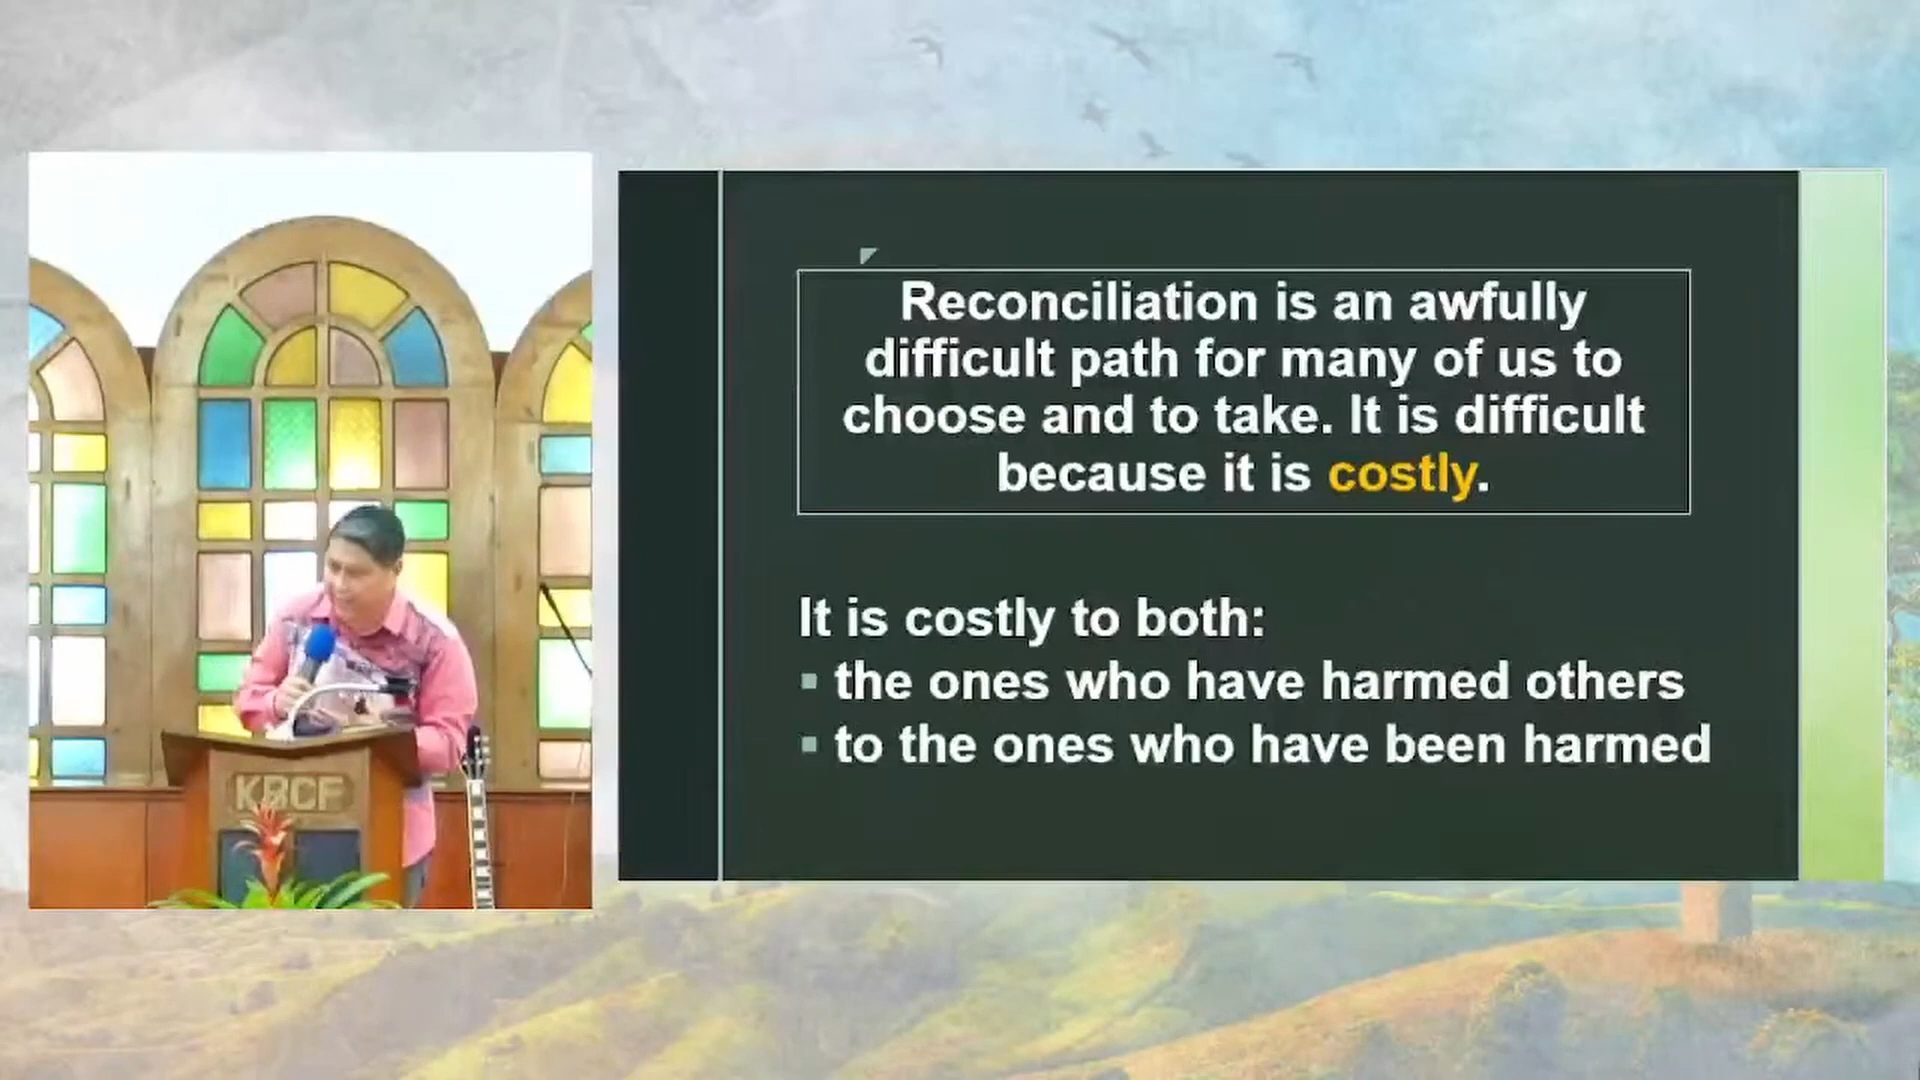 KBCF
Reconciliation is an awfully
difficult path for many of us to
choose and to take. It is difficult
because it is costly.
It is costly to both:
▪ the ones who have harmed others
▪ to the ones who have been harmed